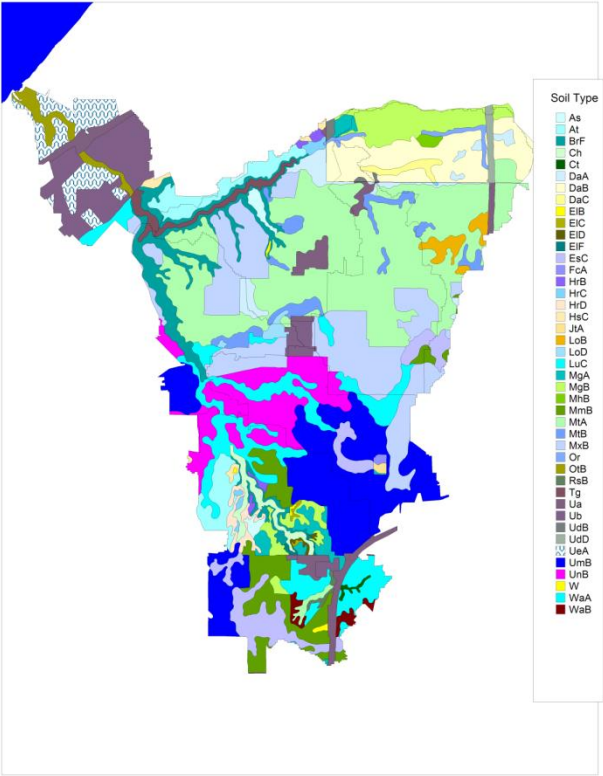 Soil Type
As
At
BrF
Ch
Ct
DaA
DaB
DaC
ElB
ElC
ElD
ElF
EsC
FcA
HrB
HrC
HrD
HsC
JtA
LoB
LoD
LuC
MgA
MgB
MhB
MmB
MtA
MtB
MxB
Or
OtB
RsB
Tg
Ua
Ub
UdB
UdD
UeA
UmB
UnB
W
WaA
WaB